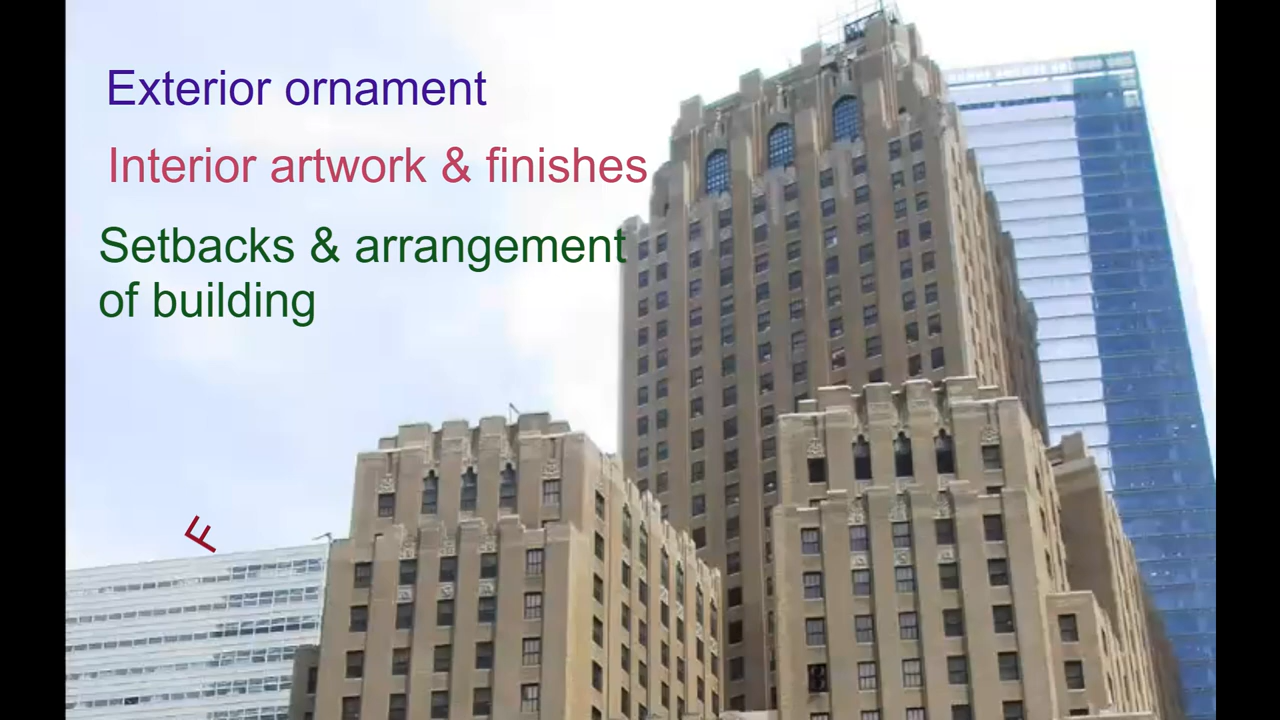 Exterior ornament
Interior artwork & finishes
Setbacks & arrangement
of building
F